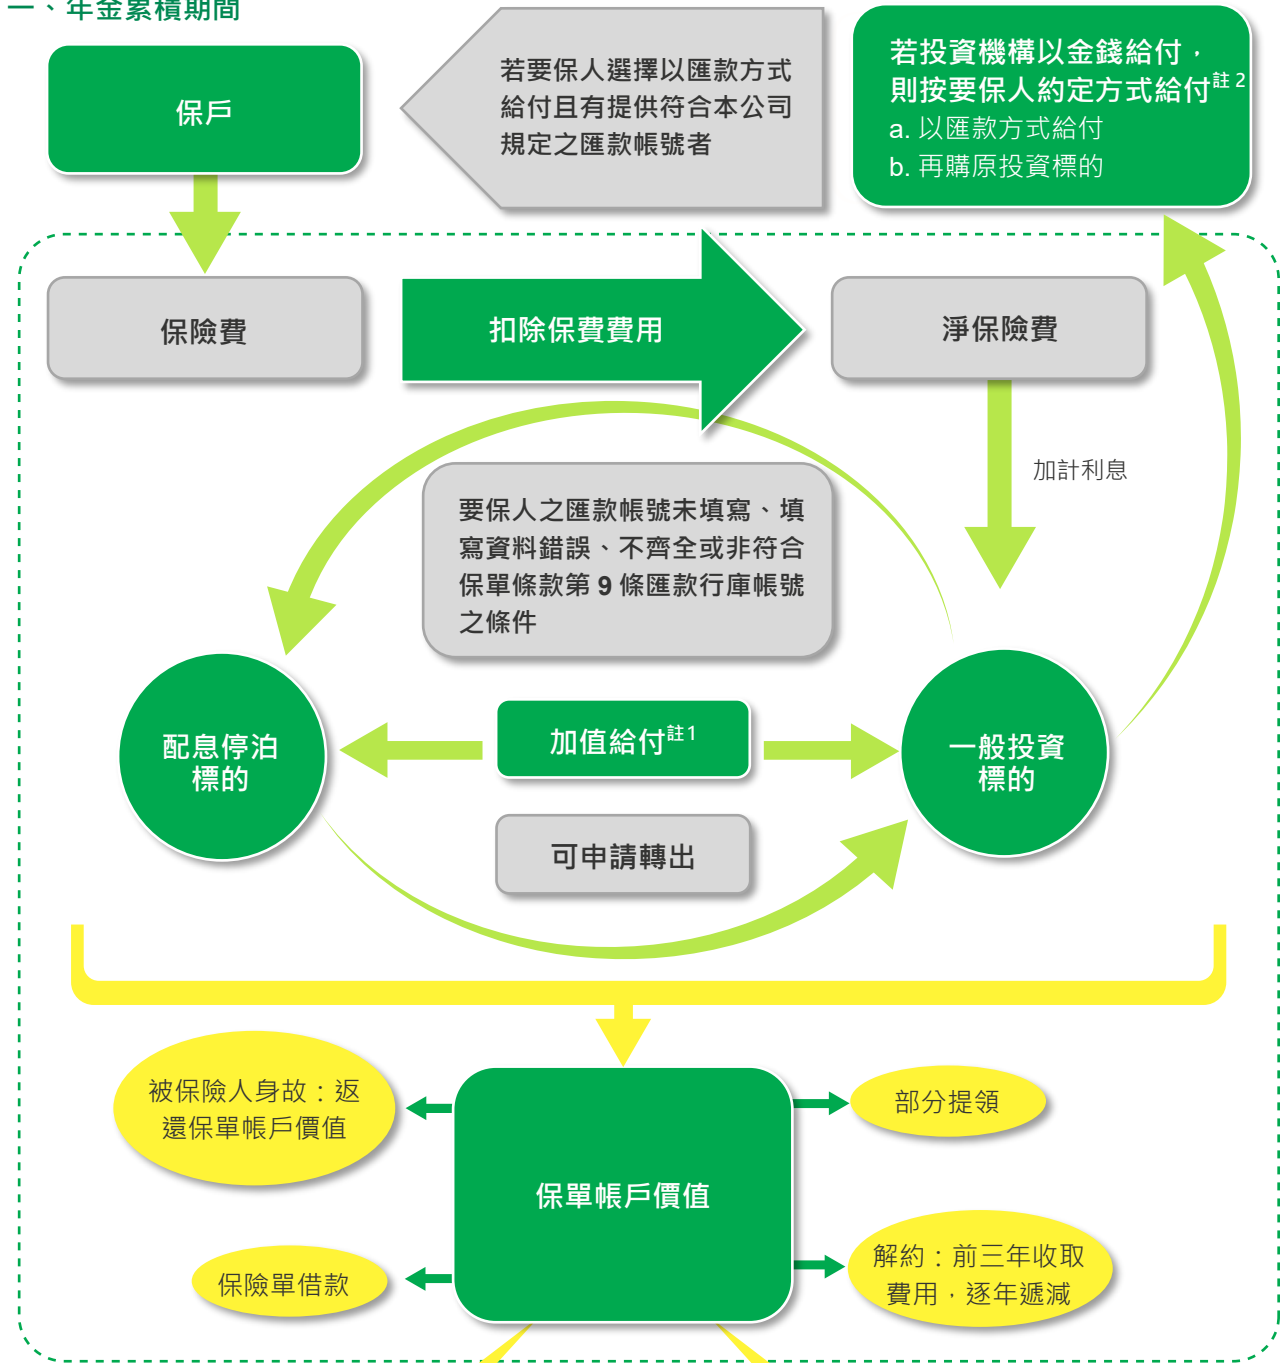 一、年金累積期間
保戶
若要保人選擇以匯款方式
給付且有提供符合本公司
規定之匯款帳號者
若投資機構以金錢給付，
則按要保人約定方式給付註2
a. 以匯款方式給付
b. 再購原投資標的
保險費
扣除保費費用
淨保險費
加計利息
要保人之匯款帳號未填寫、填
寫資料錯誤、不齊全或非符合
保單條款第 9 條匯款行庫帳號
之條件
配息停泊
標的
加值給付註1
一般投資
標的
可申請轉出
被保險人身故：返
還保單帳戶價值
部分提領
保單帳戶價值
保險單借款
解約：前三年收取
費用，逐年遞減